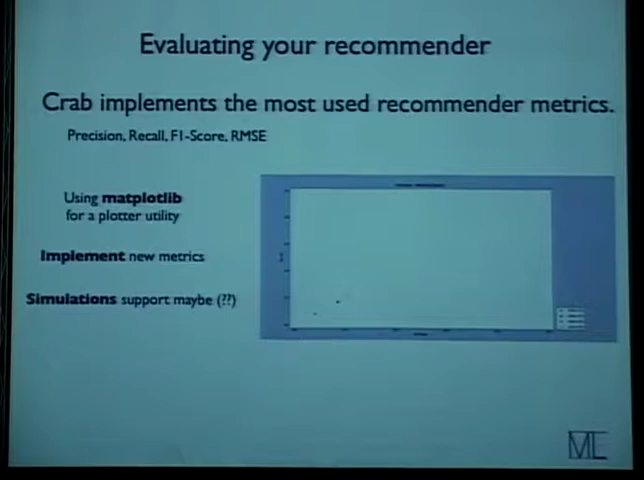 Evaluating your recommender
Crab implements the most used recommender metrics.
Precision, Recall, F1-Score, RMSE
Using matplotlib
for a plotter utility
Implement new metrics
Simulations support maybe (??)